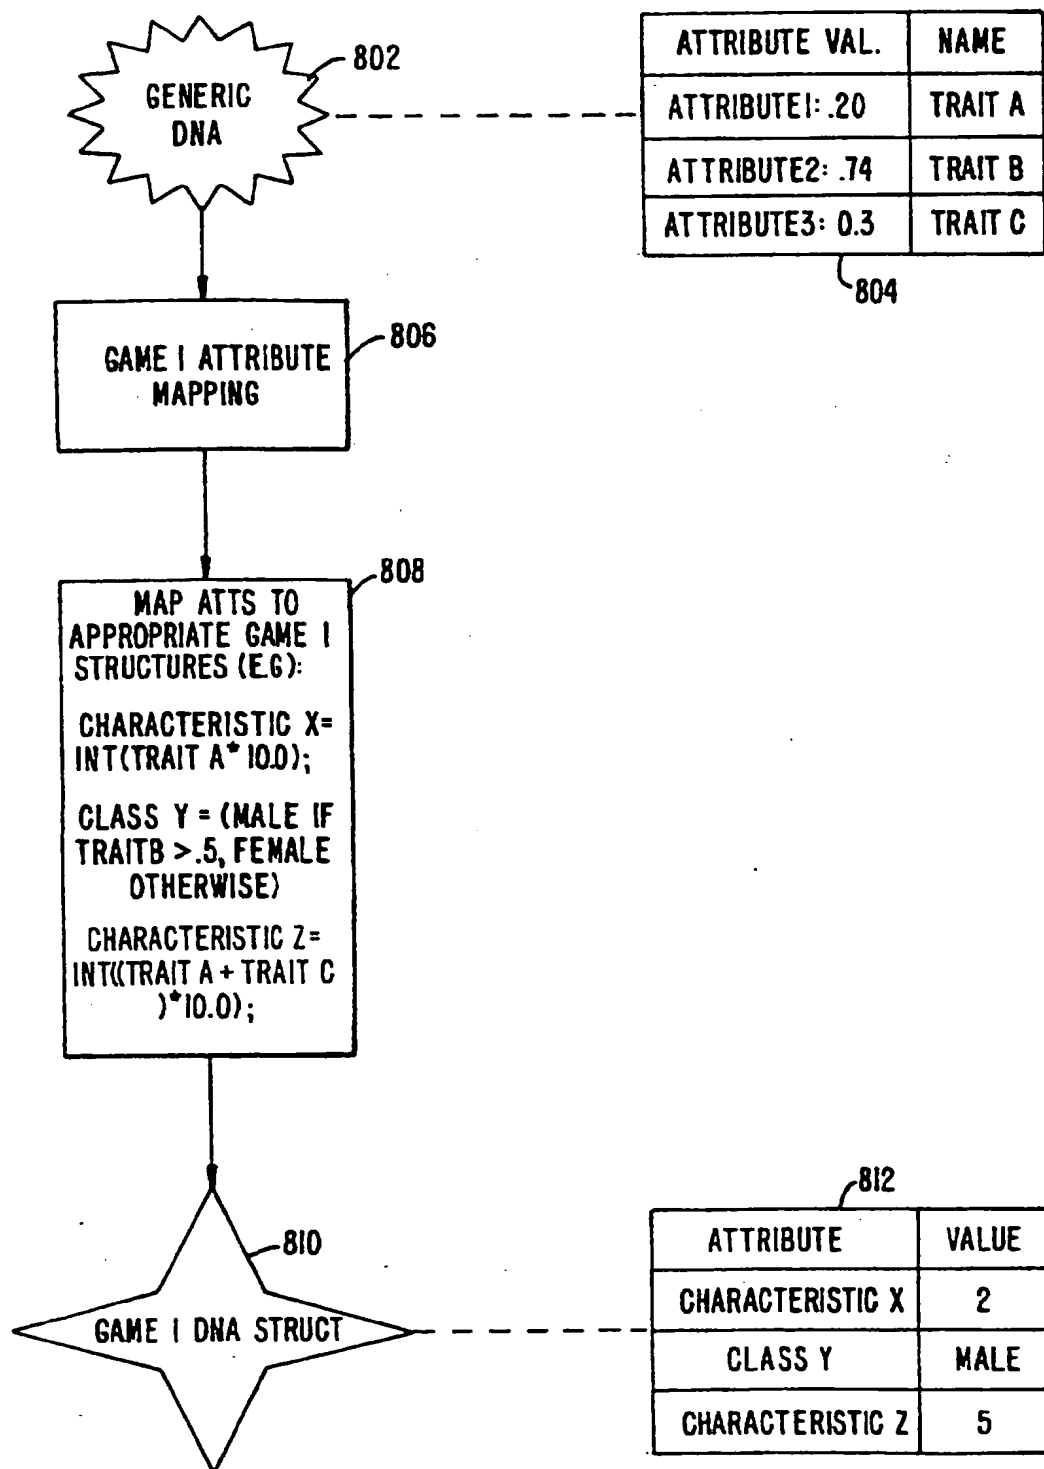 GENERIC
DNA
802
ATTRIBUTE VAL. NAME
ATTRIBUTE1: .20 TRAIT A
ATTRIBUTE2: .74 TRAIT B
ATTRIBUTE3: 0.3 TRAIT C
804
806
GAME 1 ATTRIBUTE
MAPPING
808
MAP ATTS TO
APPROPRIATE GAME 1
STRUCTURES (E.G):
CHARACTERISTIC X=
INT(TRAIT A* 10.0);
CLASS Y = (MALE IF
TRAITB >.5, FEMALE
OTHERWISE)
CHARACTERISTIC Z=
INT((TRAIT A + TRAIT C
)*10.0);
810
GAME 1 DNA STRUCT
812
ATTRIBUTE VALUE
CHARACTERISTIC X 2
CLASS Y MALE
CHARACTERISTIC Z 5